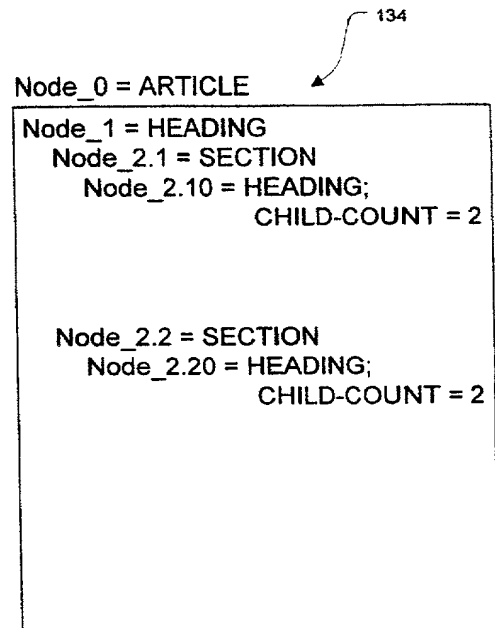 134
Node_0 = ARTICLE
Node_1 = HEADING
Node_2.1 = SECTION
Node_2.10 = HEADING;
CHILD-COUNT = 2
Node_2.2 = SECTION
Node_2.20 = HEADING;
CHILD-COUNT = 2